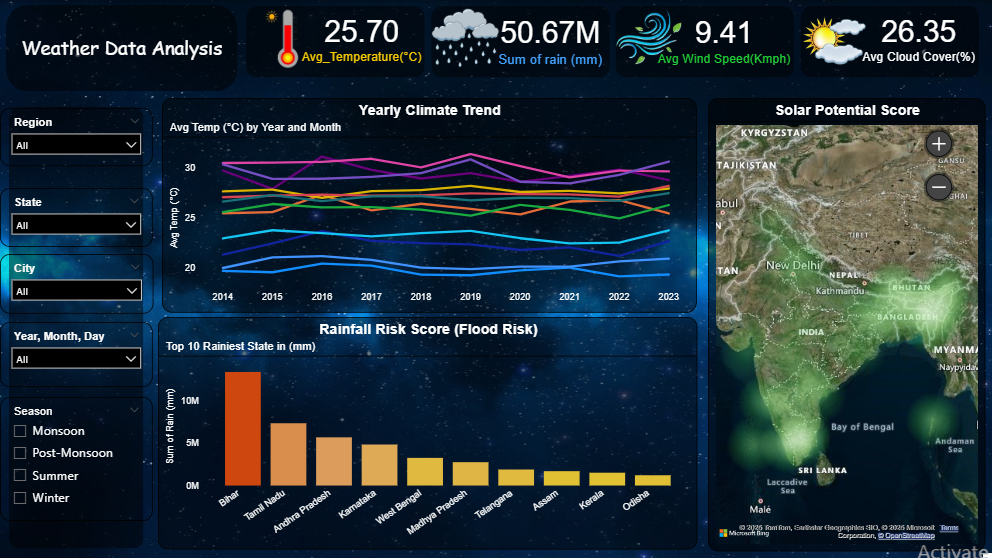 Weather Data Analysis
25.70
Avg_Temperature(°C)
50.67M
Sum of rain (mm)
9.41
Avg Wind Speed(Kmph)
26.35
Avg Cloud Cover(%)
Region
All
State
All
City
All
Year, Month, Day
All
Season
Monsoon
Post-Monsoon
Summer
Winter
Yearly Climate Trend
Avg Temp (°C) by Year and Month
Avg Temp (°C)
30
25
20
2014 2015 2016 2017 2018 2019 2020 2021 2022 2023
Rainfall Risk Score (Flood Risk)
Top 10 Rainiest State in (mm)
Sum of Rain (mm)
10M
5M
0M
Bihar
Tamil Nadu
Andhra Pradesh
Karnataka
West Bengal
Madhya Pradesh
Telangana
Assam
Kerala
Odisha
Solar Potential Score
KYRGYZSTAN
TAJIKISTAN
GANSU
HAI
abul
N
TIBET
TAN
New Delhi
NEPAL
Kathmandu
BHUTAN
BANGLADESH
INDIA
MYANMA
Naypyidaw
Bay of Bengal
Andaman
Sea
SRI LANKA
Laccadive
Sea
Malé
Microsoft Bing
© 2025 TomTom, Earthstar Geographics SIO, © 2025 Microsoft Terms
Corporation, © OpenStreetMap
Activate